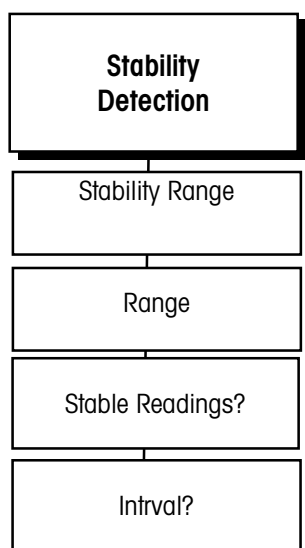 Stability
Detection
Stability Range
Range
Stable Readings?
Intrval?